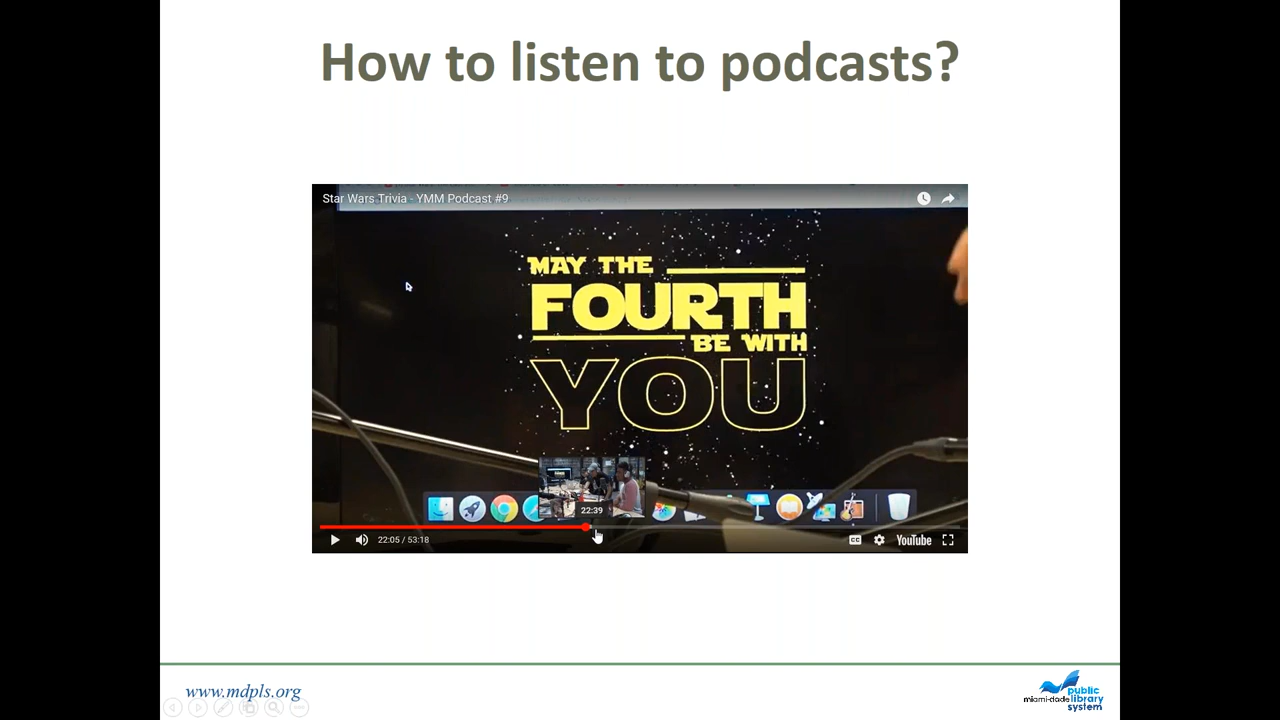 How to listen to podcasts?
Star Wars Trivia - YMM Podcast #9
MAY THE
FOURTH
BE WITH
YOU
22:39
22:05 / 53:18
CC
YouTube
www.mdpls.org
miami-dade public
library
system